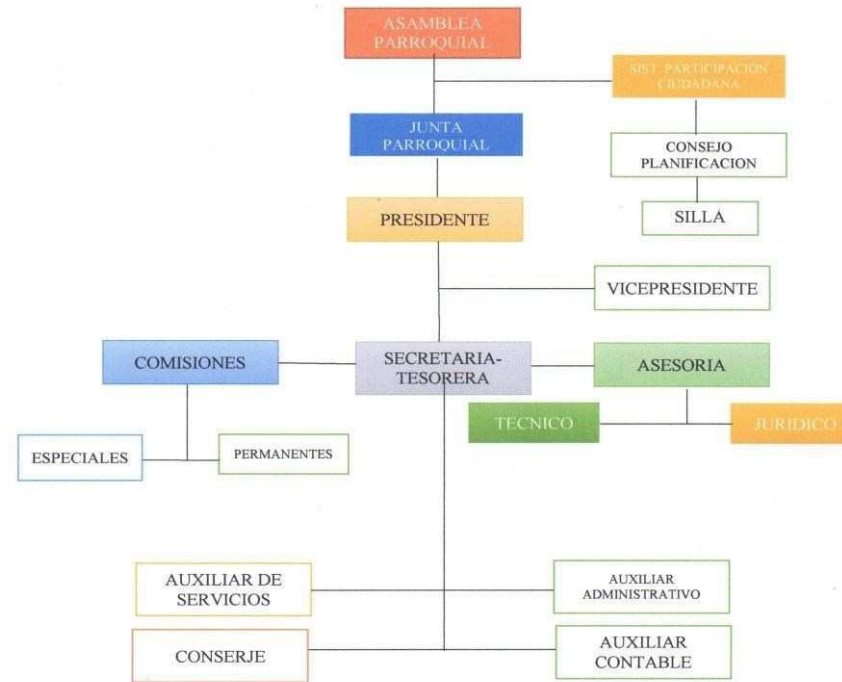 ASAMBLEA
PARROQUIAL
SIST. PARTICIPACION
CIUDADANA
JUNTA
PARROQUIAL
CONSEJO
PLANIFICACION
PRESIDENTE
SILLA
VICEPRESIDENTE
COMISIONES
SECRETARIA-
TESORERA
ASESORIA
TECNICO
JURIDICO
ESPECIALES
PERMANENTES
AUXILIAR DE
SERVICIOS
AUXILIAR
ADMINISTRATIVO
CONSERJE
AUXILIAR
CONTABLE